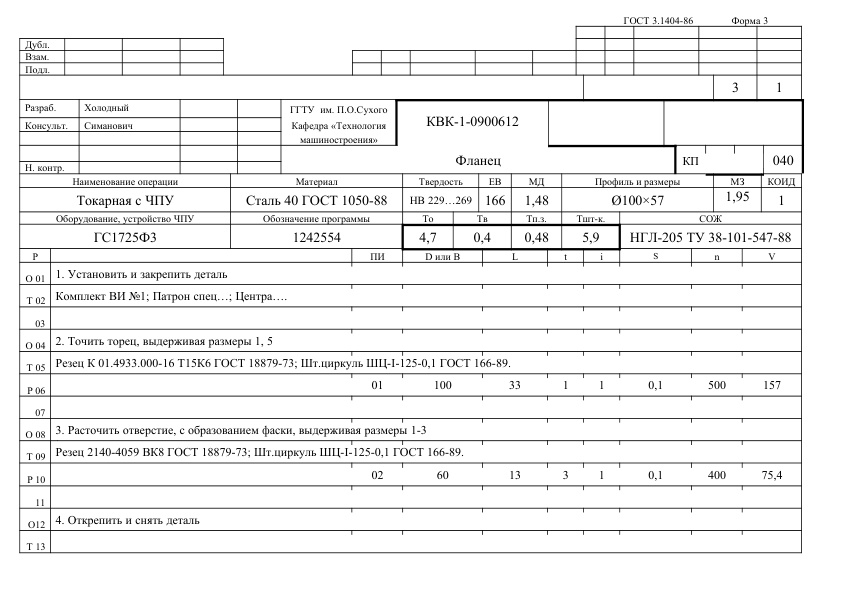 ГОСТ 3.1404-86 Форма 3
Дубл.
Взам.
Подл.
3 1
Разраб. Холодный
Консульт. Симанович
Н. контр.
ГГТУ им. П.О.Сухого
Кафедра «Технология
машиностроения»
КВК-1-0900612
Фланец
КП 040
Наименование операции Материал Твердость ЕВ МД Профиль и размеры МЗ КОИД
Токарная с ЧПУ Сталь 40 ГОСТ 1050-88 НВ 229…269 166 1,48 Ø100×57 1,95 1
Оборудование, устройство ЧПУ Обозначение программы То Тв Тп.з. Тшт-к. СОЖ
ГС1725Ф3 1242554 4,7 0,4 0,48 5,9 НГЛ-205 ТУ 38-101-547-88
Р ПИ D или B L t i S n V
О 01 1. Установить и закрепить деталь
Т 02 Комплект ВИ №1; Патрон спец…; Центра….
03
О 04 2. Точить торец, выдерживая размеры 1, 5
Т 05 Резец К 01.4933.000-16 Т15К6 ГОСТ 18879-73; Шт.циркуль ШЦ-I-125-0,1 ГОСТ 166-89.
Р 06 01 100 33 1 1 0,1 500 157
07
О 08 3. Расточить отверстие, с образованием фаски, выдерживая размеры 1-3
Т 09 Резец 2140-4059 ВК8 ГОСТ 18879-73; Шт.циркуль ШЦ-I-125-0,1 ГОСТ 166-89.
Р 10 02 60 13 3 1 0,1 400 75,4
11
О12 4. Открепить и снять деталь
Т 13